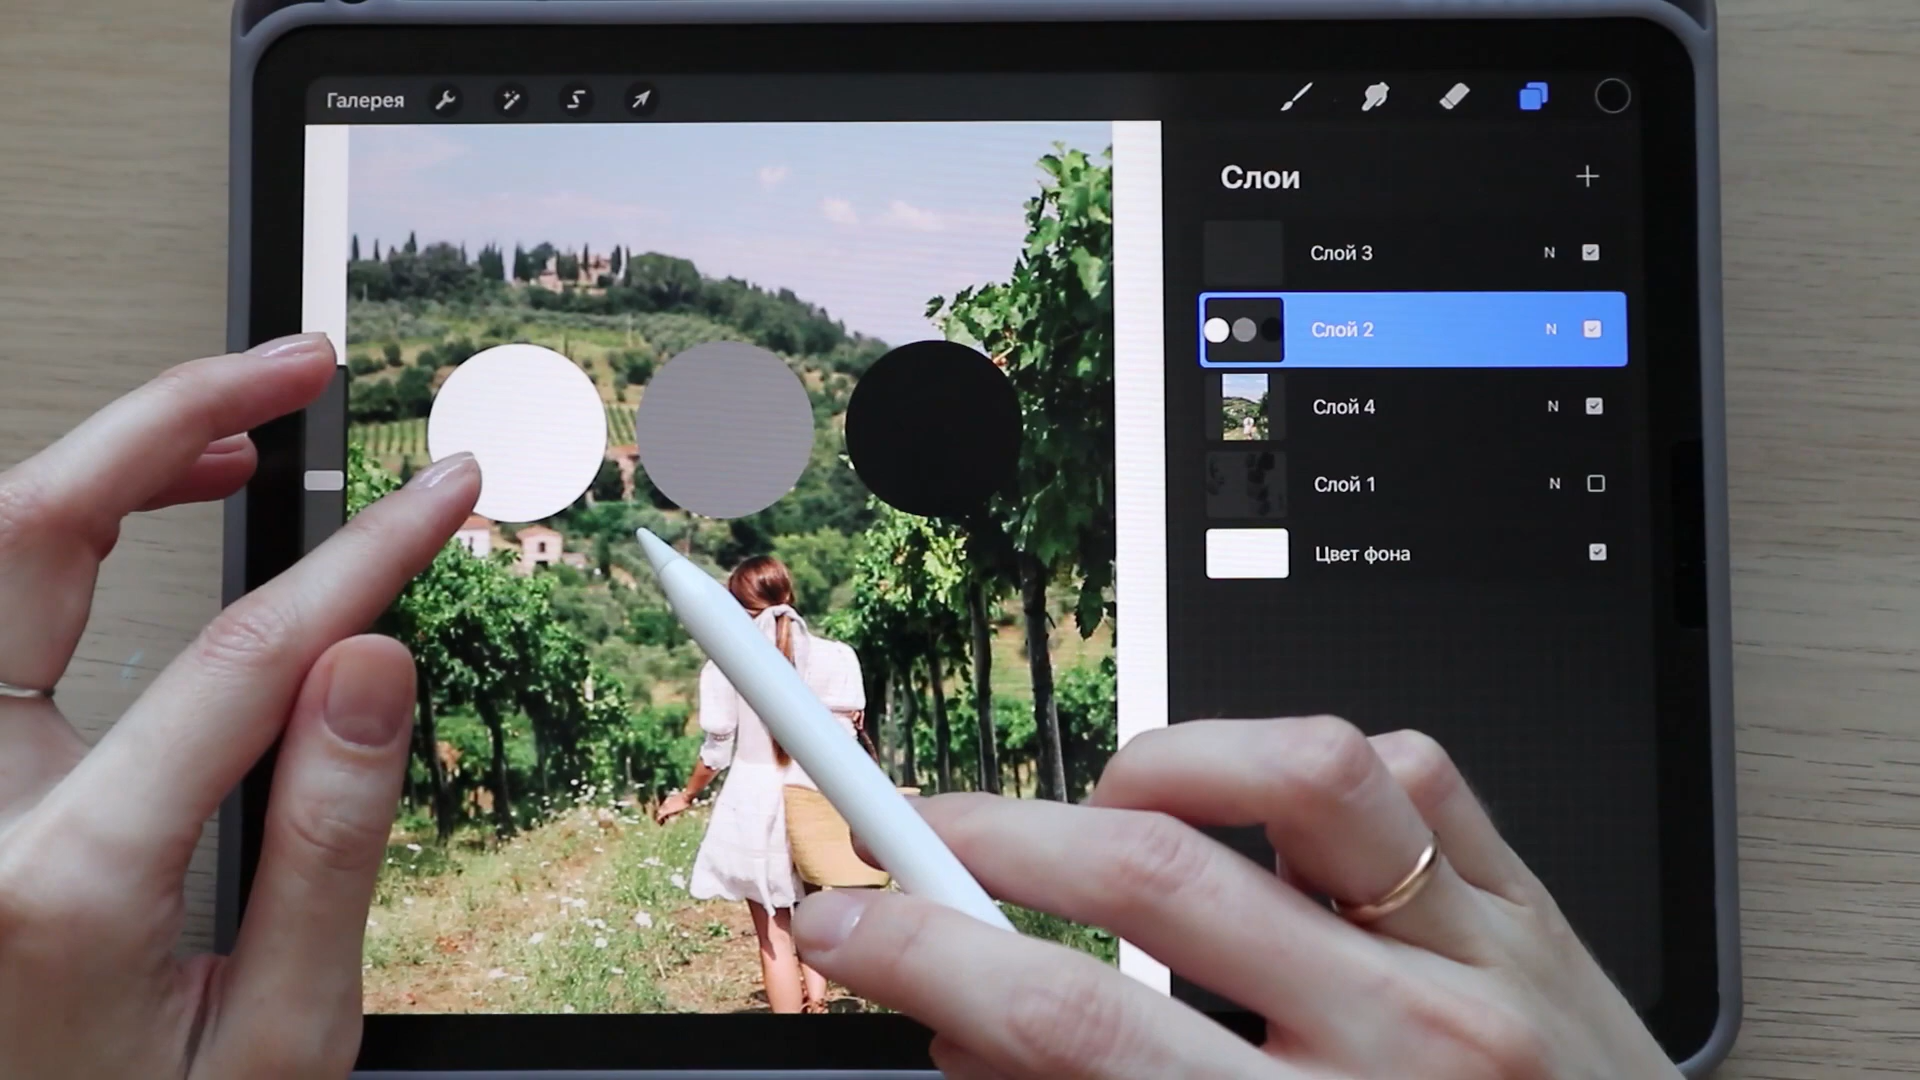 Галерея
Слои
Слой 3 N
Слой 2 N
Слой 4 N
Слой 1 N
Цвет фона